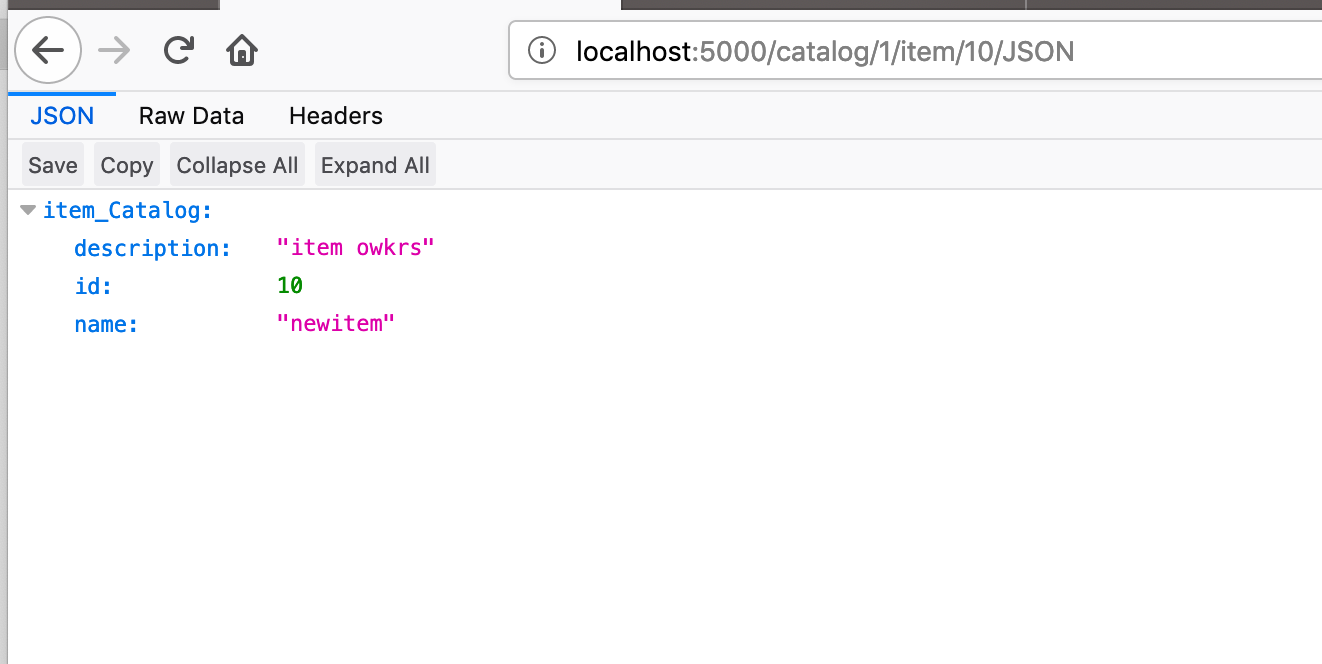 localhost:5000/catalog/1/item/10/JSON
JSON Raw Data Headers
Save Copy Collapse All Expand All
item_Catalog:
description: "item owkrs"
id: 10
name: "newitem"